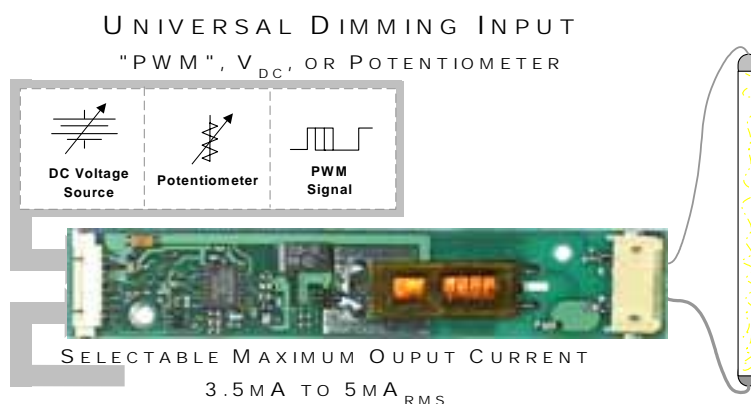 UNIVERSAL DIMMING INPUT
"PWM", VDC, OR POTENTIOMETER
DC Voltage
Source
Potentiometer
PWM
Signal
SELECTABLE MAXIMUM OUPUT CURRENT
3.5MA TO 5MARMS